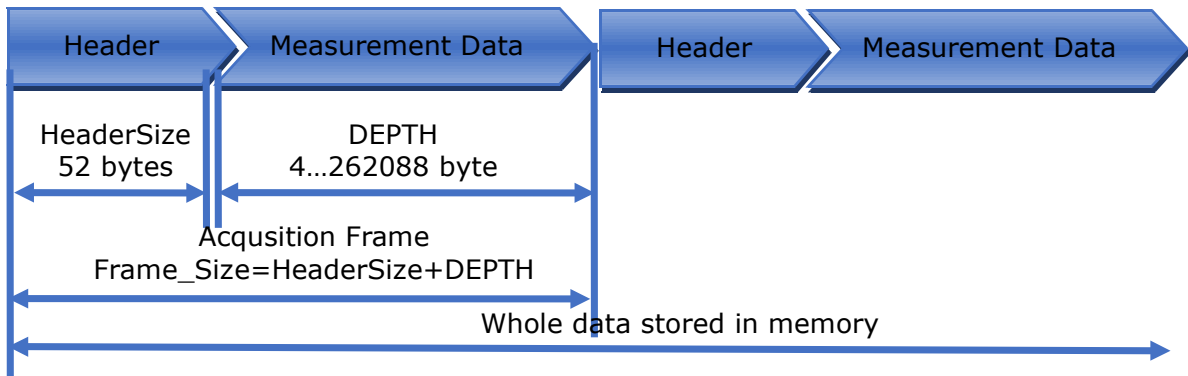 Header
Measurement Data
Header
Measurement Data
HeaderSize
52 bytes
DEPTH
4...262088 byte
Acqusition Frame
Frame_Size=HeaderSize+DEPTH
Whole data stored in memory